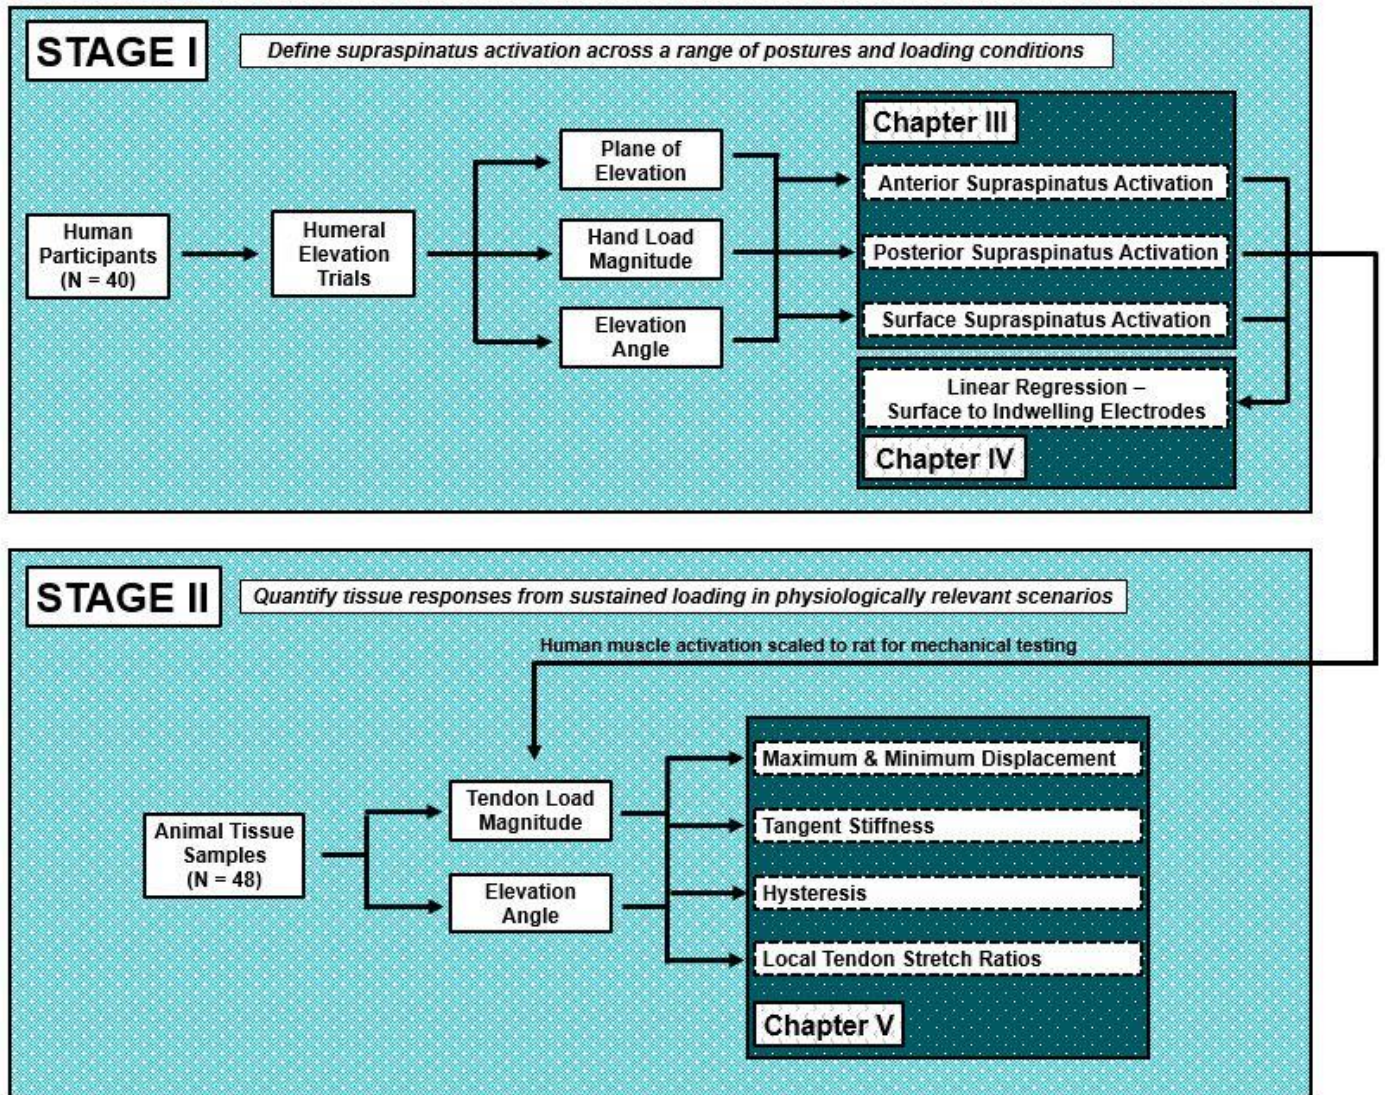 STAGE I
Define supraspinatus activation across a range of postures and loading conditions
Human
Participants
(N = 40)
Humeral
Elevation
Trials
Plane of
Elevation
Hand Load
Magnitude
Elevation
Angle
Chapter III
Anterior Supraspinatus Activation
Posterior Supraspinatus Activation
Surface Supraspinatus Activation
Linear Regression –
Surface to Indwelling Electrodes
Chapter IV
STAGE II
Quantify tissue responses from sustained loading in physiologically relevant scenarios
Human muscle activation scaled to rat for mechanical testing
Animal Tissue
Samples
(N = 48)
Tendon Load
Magnitude
Elevation
Angle
Maximum & Minimum Displacement
Tangent Stiffness
Hysteresis
Local Tendon Stretch Ratios
Chapter V